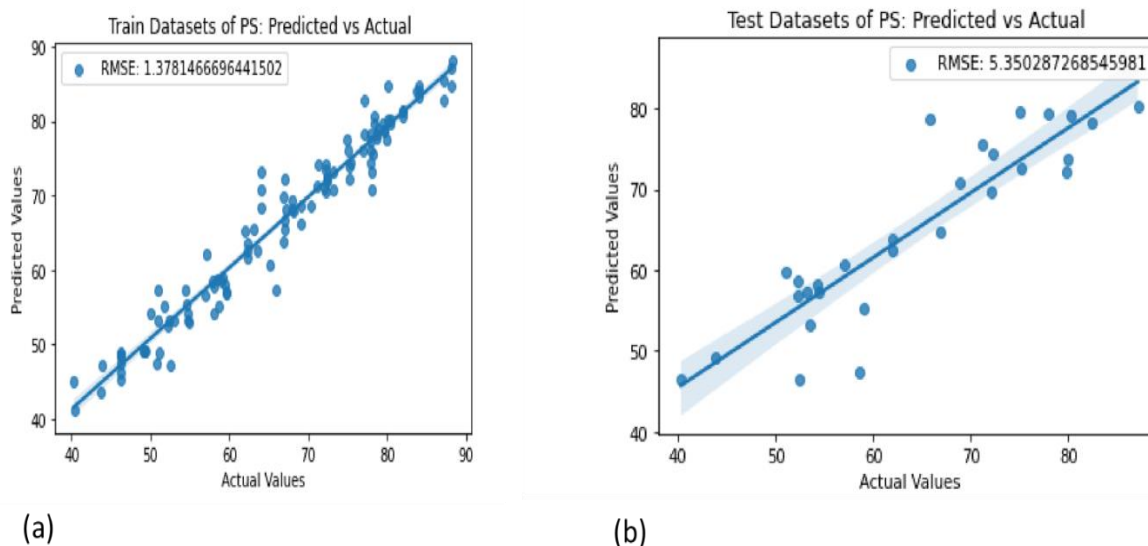 Train Datasets of PS: Predicted vs Actual
RMSE: 1.3781466696441502
90
80
70
60
50
40
Predicted Values
40 50 60 70 80 90
Actual Values
(a)
Test Datasets of PS: Predicted vs Actual
RMSE: 5.350287268545981
80
70
60
50
40
Predicted Values
40 50 60 70 80
Actual Values
(b)